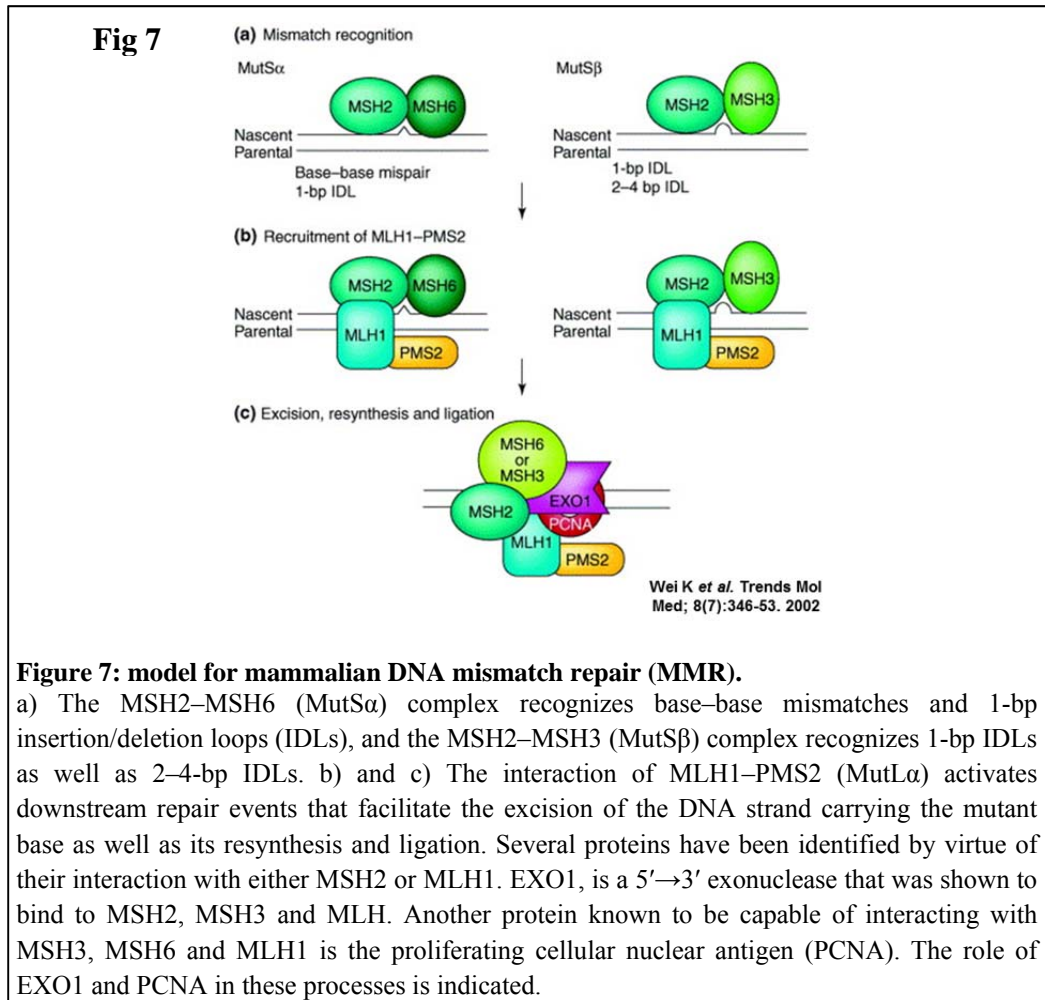 Fig 7
(a) Mismatch recognition
MutSα
MutSβ
MSH2 MSH6
MSH2 MSH3
Nascent
Parental
Nascent
Parental
Base–base mispair
1-bp IDL
1-bp IDL
2–4 bp IDL
(b) Recruitment of MLH1–PMS2
MSH2 MSH6
MSH2 MSH3
Nascent
Parental
Nascent
Parental
MLH1
PMS2
MLH1
PMS2
(c) Excision, resynthesis and ligation
MSH6
or
MSH3
EXO1
MSH2
PCNA
MLH1
PMS2
Wei K et al. Trends Mol
Med; 8(7):346-53. 2002
Figure 7: model for mammalian DNA mismatch repair (MMR).
a) The MSH2–MSH6 (MutSα) complex recognizes base–base mismatches and 1-bp
insertion/deletion loops (IDLs), and the MSH2–MSH3 (MutSβ) complex recognizes 1-bp IDLs
as well as 2–4-bp IDLs. b) and c) The interaction of MLH1–PMS2 (MutLα) activates
downstream repair events that facilitate the excision of the DNA strand carrying the mutant
base as well as its resynthesis and ligation. Several proteins have been identified by virtue of
their interaction with either MSH2 or MLH1. EXO1, is a 5′→3′ exonuclease that was shown to
bind to MSH2, MSH3 and MLH. Another protein known to be capable of interacting with
MSH3, MSH6 and MLH1 is the proliferating cellular nuclear antigen (PCNA). The role of
EXO1 and PCNA in these processes is indicated.